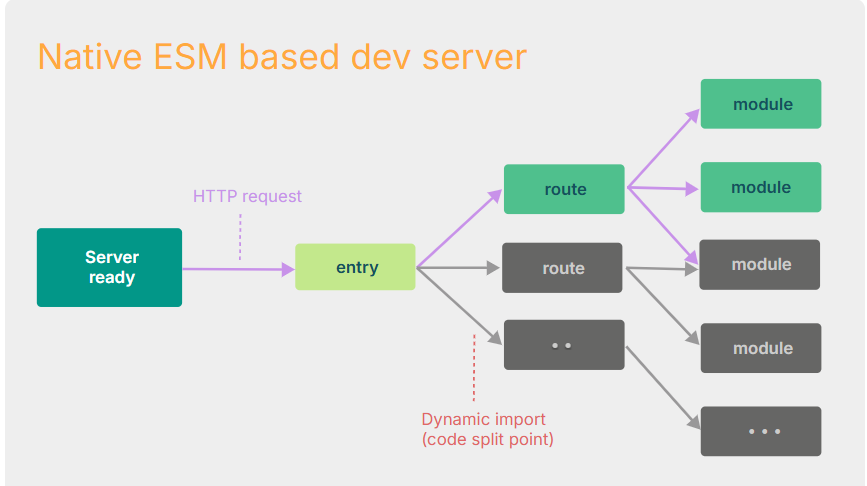 Native ESM based dev server
module
HTTP request
route
module
Server
ready
entry
route
module
• •
module
Dynamic import
(code split point)
• • •